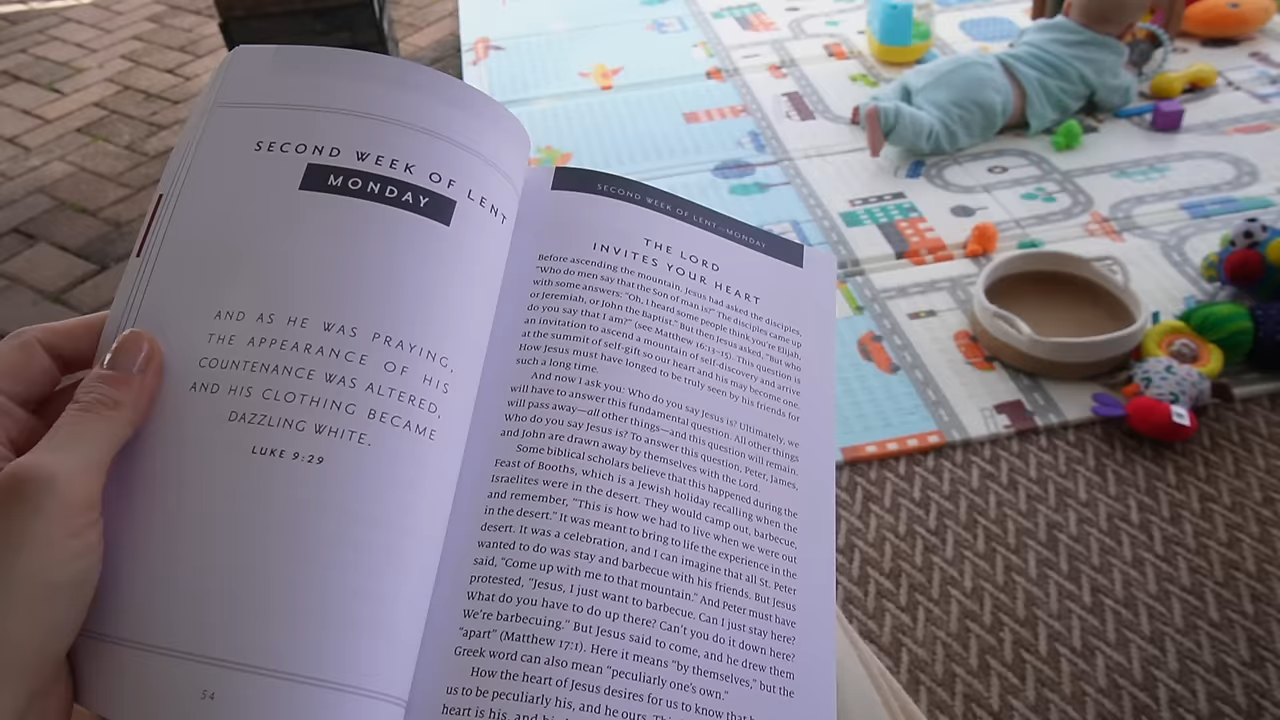 SECOND WEEK OF LENT
MONDAY
AND AS HE WAS PRAYING,
THE APPEARANCE OF HIS
COUNTENANCE WAS ALTERED,
AND HIS CLOTHING BECAME
DAZZLING WHITE.
LUKE 9:29
54
SECOND WEEK OF LENT—MONDAY
THE LORD
INVITES YOUR HEART
Before ascending the mountain, Jesus had asked the disciples,
"Who do men say that the Son of man is?" The disciples came up
with some answers: "Oh, I heard some people think you're Elijah,
or Jeremiah, or John the Baptist." But then Jesus asked, "But who
do you say that I am?" (see Matthew 16:13–15). This question is
an invitation to ascend a mountain of self-discovery and arrive
at the summit of self-gift so our heart and his may become one.
How Jesus must have longed to be truly seen by his friends for
such a long time.
And now I ask you: Who do you say Jesus is? Ultimately, we
will have to answer this fundamental question. All other things
will pass away—all other things—and this question will remain.
Who do you say Jesus is? To answer this question, Peter, James,
and John are drawn away by themselves with the Lord.
Some biblical scholars believe that this happened during the
Feast of Booths, which is a Jewish holiday recalling when the
Israelites were in the desert. They would camp out, barbecue,
and remember, "This is how we had to live when we were out
in the desert." It was meant to bring to life the experience in the
desert. It was a celebration, and I can imagine that all St. Peter
wanted to do was stay and barbecue with his friends. But Jesus
said, "Come up with me to that mountain." And Peter must have
protested, "Jesus, I just want to barbecue. Can I just stay here?
What do you have to do up there? Can't you do it down here?
We're barbecuing." But Jesus said to come, and he drew them
"apart" (Matthew 17:1). Here it means "by themselves," but the
Greek word can also mean "peculiarly one's own."
How the heart of Jesus desires for us to know that
us to be peculiarly his, and he ours.
heart is his, and